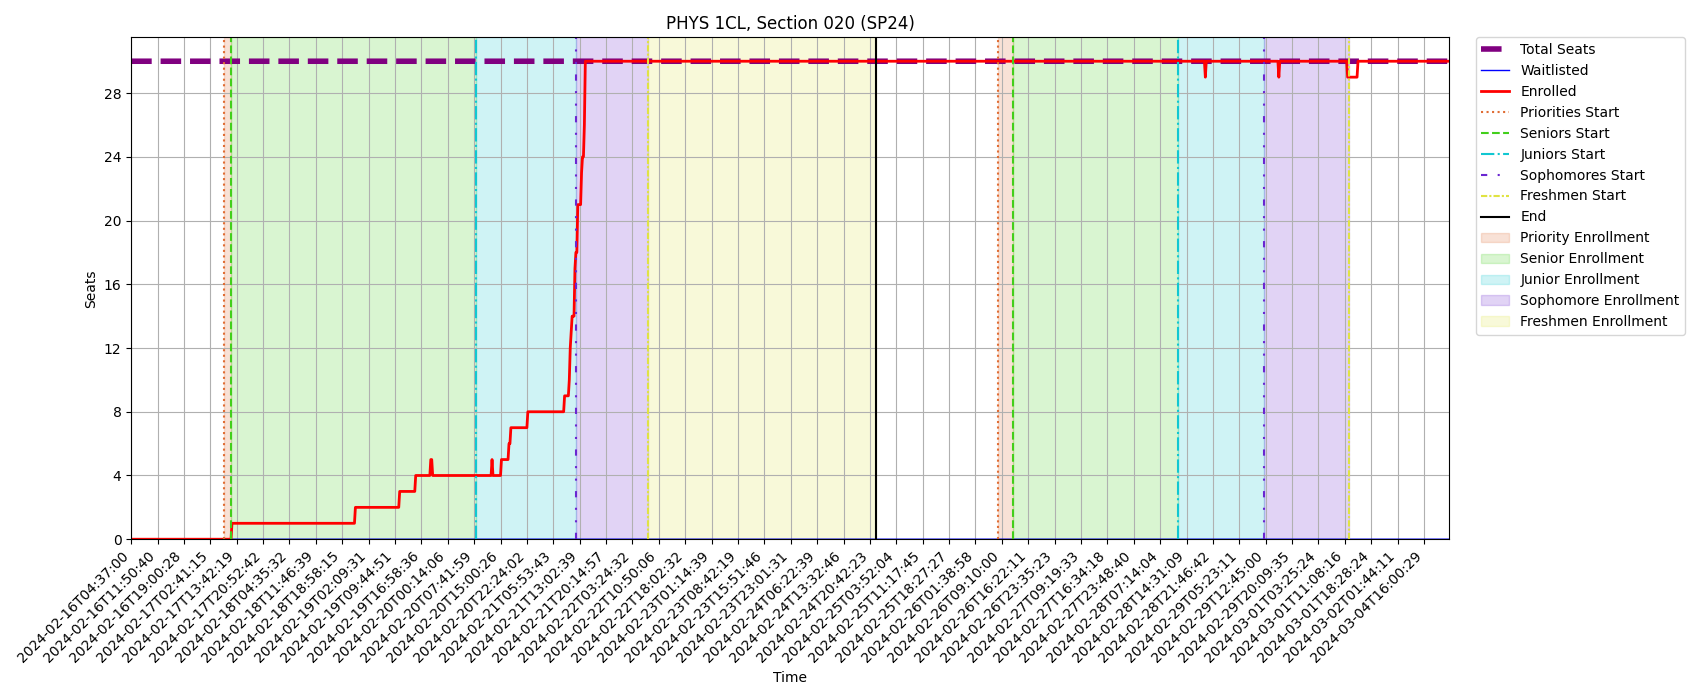 PHYS 1CL, Section 020 (SP24)
Seats
28
24
20
16
12
8
4
0
2024-02-16T04:37:00
2024-02-16T11:50:40
2024-02-16T19:00:28
2024-02-17T02:41:15
2024-02-17T13:42:19
2024-02-17T20:52:42
2024-02-18T04:35:32
2024-02-18T11:46:39
2024-02-18T18:58:15
2024-02-19T02:09:31
2024-02-19T09:44:51
2024-02-19T16:58:36
2024-02-20T00:14:06
2024-02-20T07:41:59
2024-02-20T15:00:26
2024-02-20T22:24:02
2024-02-21T05:53:43
2024-02-21T13:02:39
2024-02-21T20:14:57
2024-02-22T03:24:32
2024-02-22T10:50:06
2024-02-22T18:02:32
2024-02-23T01:14:39
2024-02-23T08:42:19
2024-02-23T15:51:46
2024-02-23T23:01:31
2024-02-24T06:22:39
2024-02-24T13:32:46
2024-02-24T20:42:23
2024-02-25T03:52:04
2024-02-25T11:17:45
2024-02-25T18:27:27
2024-02-26T01:38:58
2024-02-26T09:10:00
2024-02-26T16:22:11
2024-02-26T23:35:23
2024-02-27T09:19:33
2024-02-27T16:34:18
2024-02-27T23:48:40
2024-02-28T07:14:04
2024-02-28T14:31:09
2024-02-28T21:46:42
2024-02-29T05:23:11
2024-02-29T12:45:00
2024-02-29T20:09:35
2024-03-01T03:25:24
2024-03-01T11:08:16
2024-03-01T18:28:24
2024-03-02T01:44:11
2024-03-04T16:00:29
Time
Total Seats
Waitlisted
Enrolled
Priorities Start
Seniors Start
Juniors Start
Sophomores Start
Freshmen Start
End
Priority Enrollment
Senior Enrollment
Junior Enrollment
Sophomore Enrollment
Freshmen Enrollment